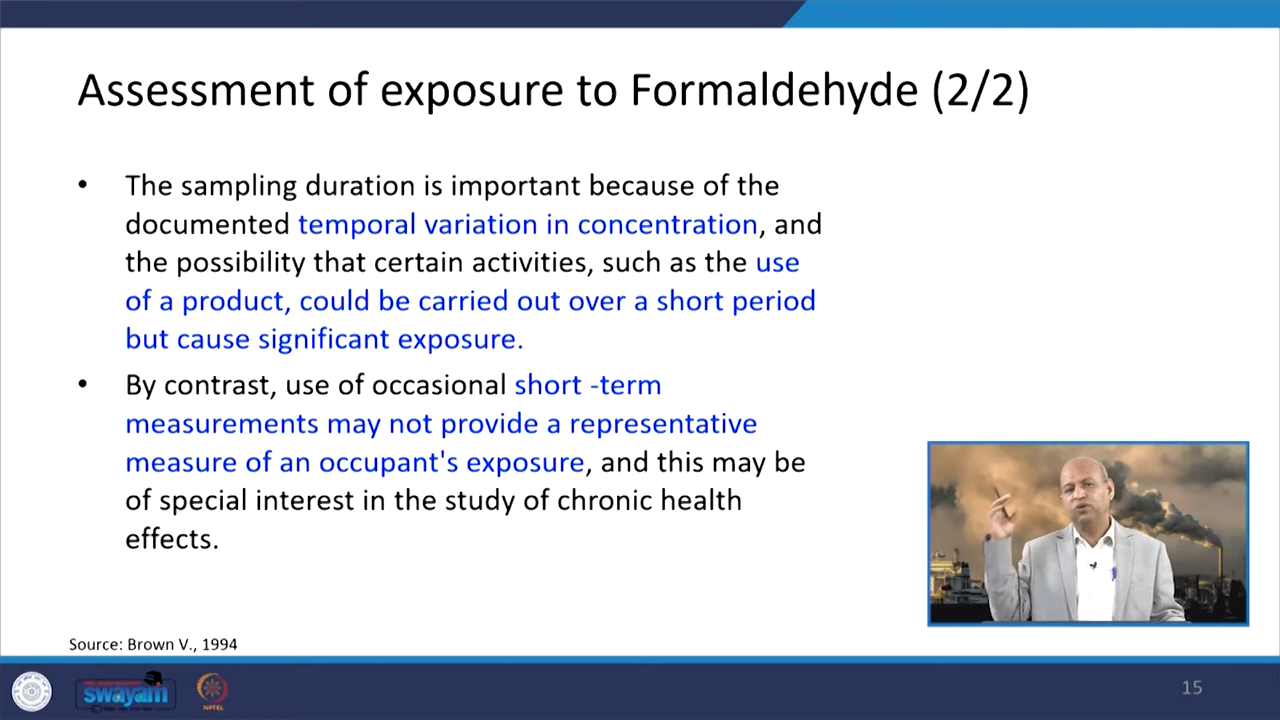 Assessment of exposure to Formaldehyde (2/2)
• The sampling duration is important because of the
documented temporal variation in concentration, and
the possibility that certain activities, such as the use
of a product, could be carried out over a short period
but cause significant exposure.
• By contrast, use of occasional short -term
measurements may not provide a representative
measure of an occupant's exposure, and this may be
of special interest in the study of chronic health
effects.
Source: Brown V., 1994
swayam
NPTEL
15